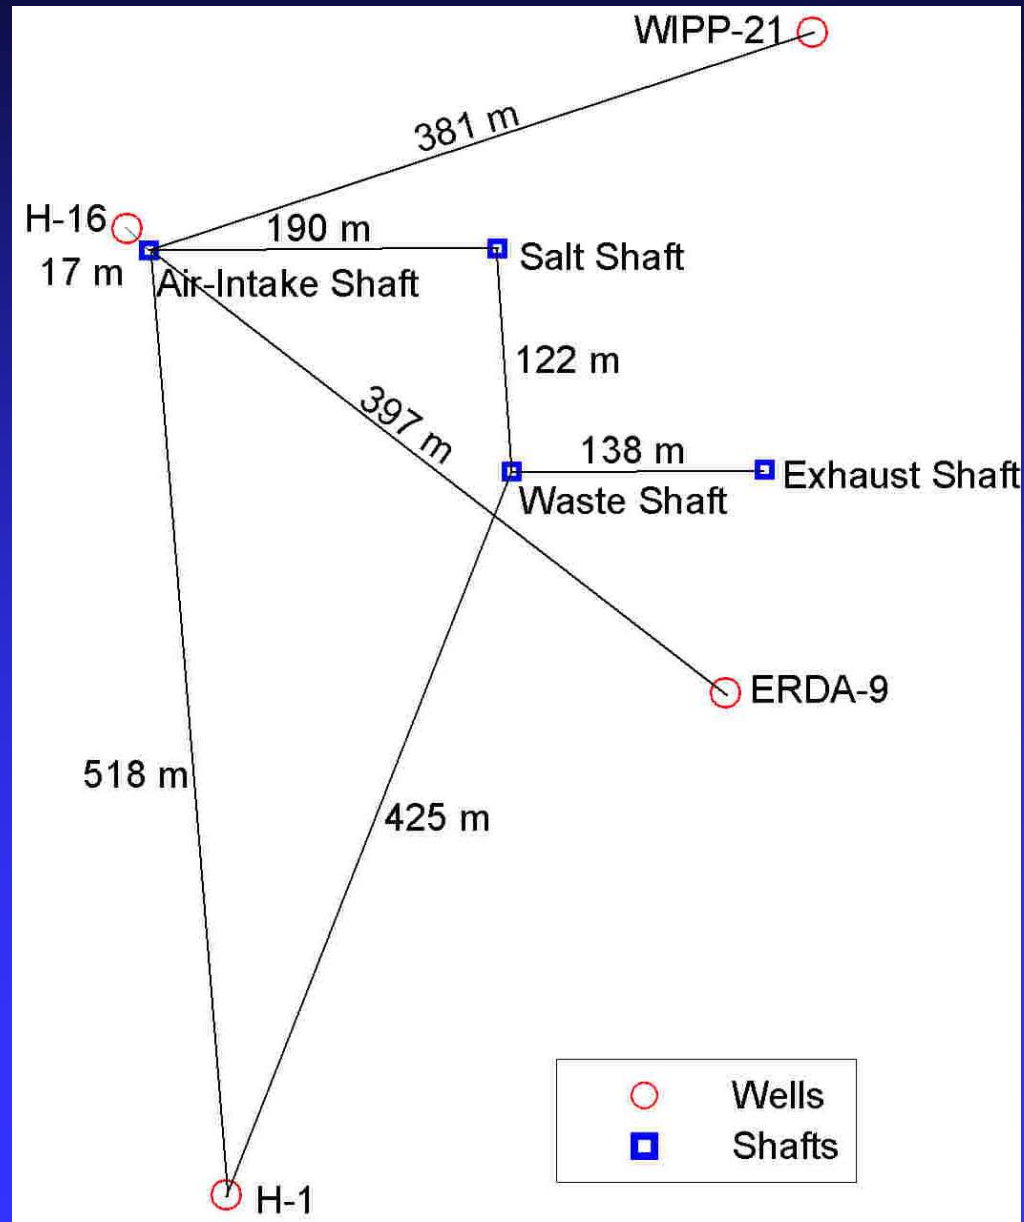 WIPP-21
381 m
H-16
190 m
Salt Shaft
17 m
Air-Intake Shaft
122 m
397 m
138 m
Exhaust Shaft
Waste Shaft
ERDA-9
518 m
425 m
Wells
Shafts
H-1